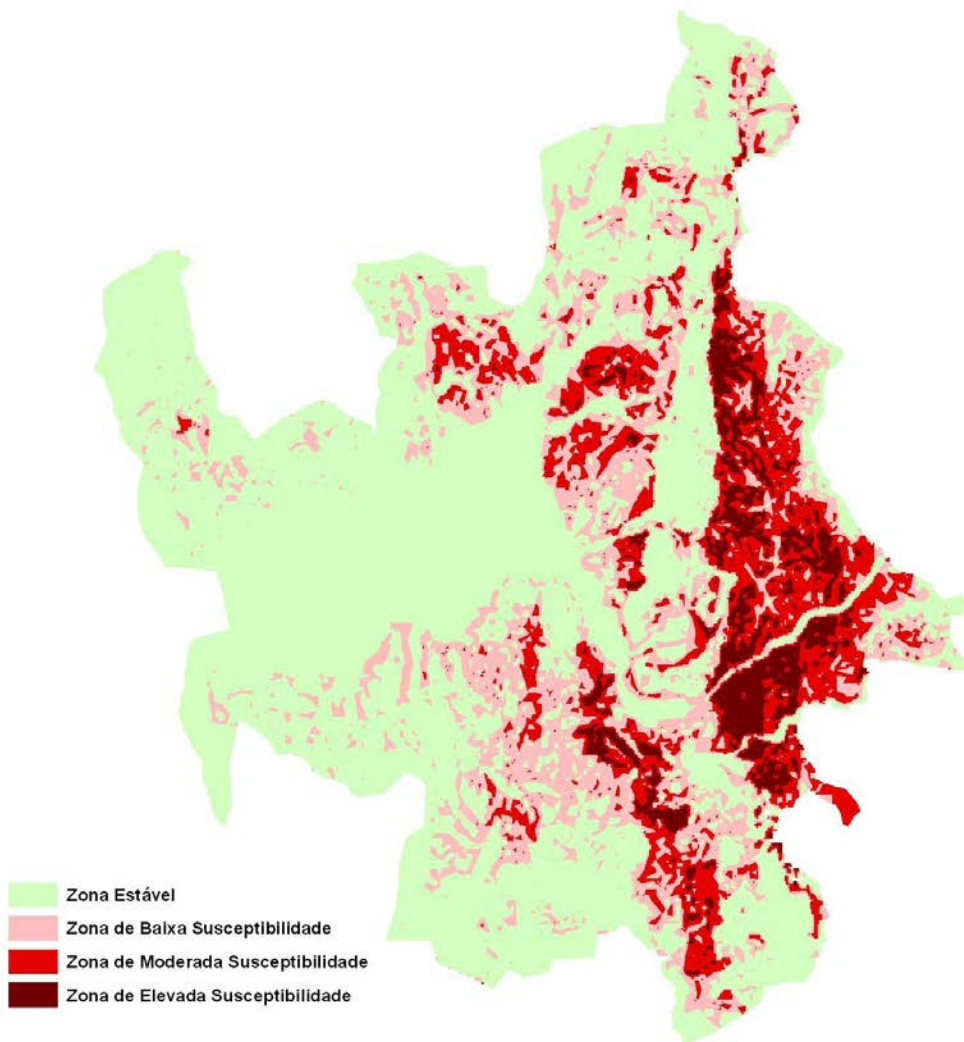 Zona Estável
Zona de Baixa Susceptibilidade
Zona de Moderada Susceptibilidade
Zona de Elevada Susceptibilidade